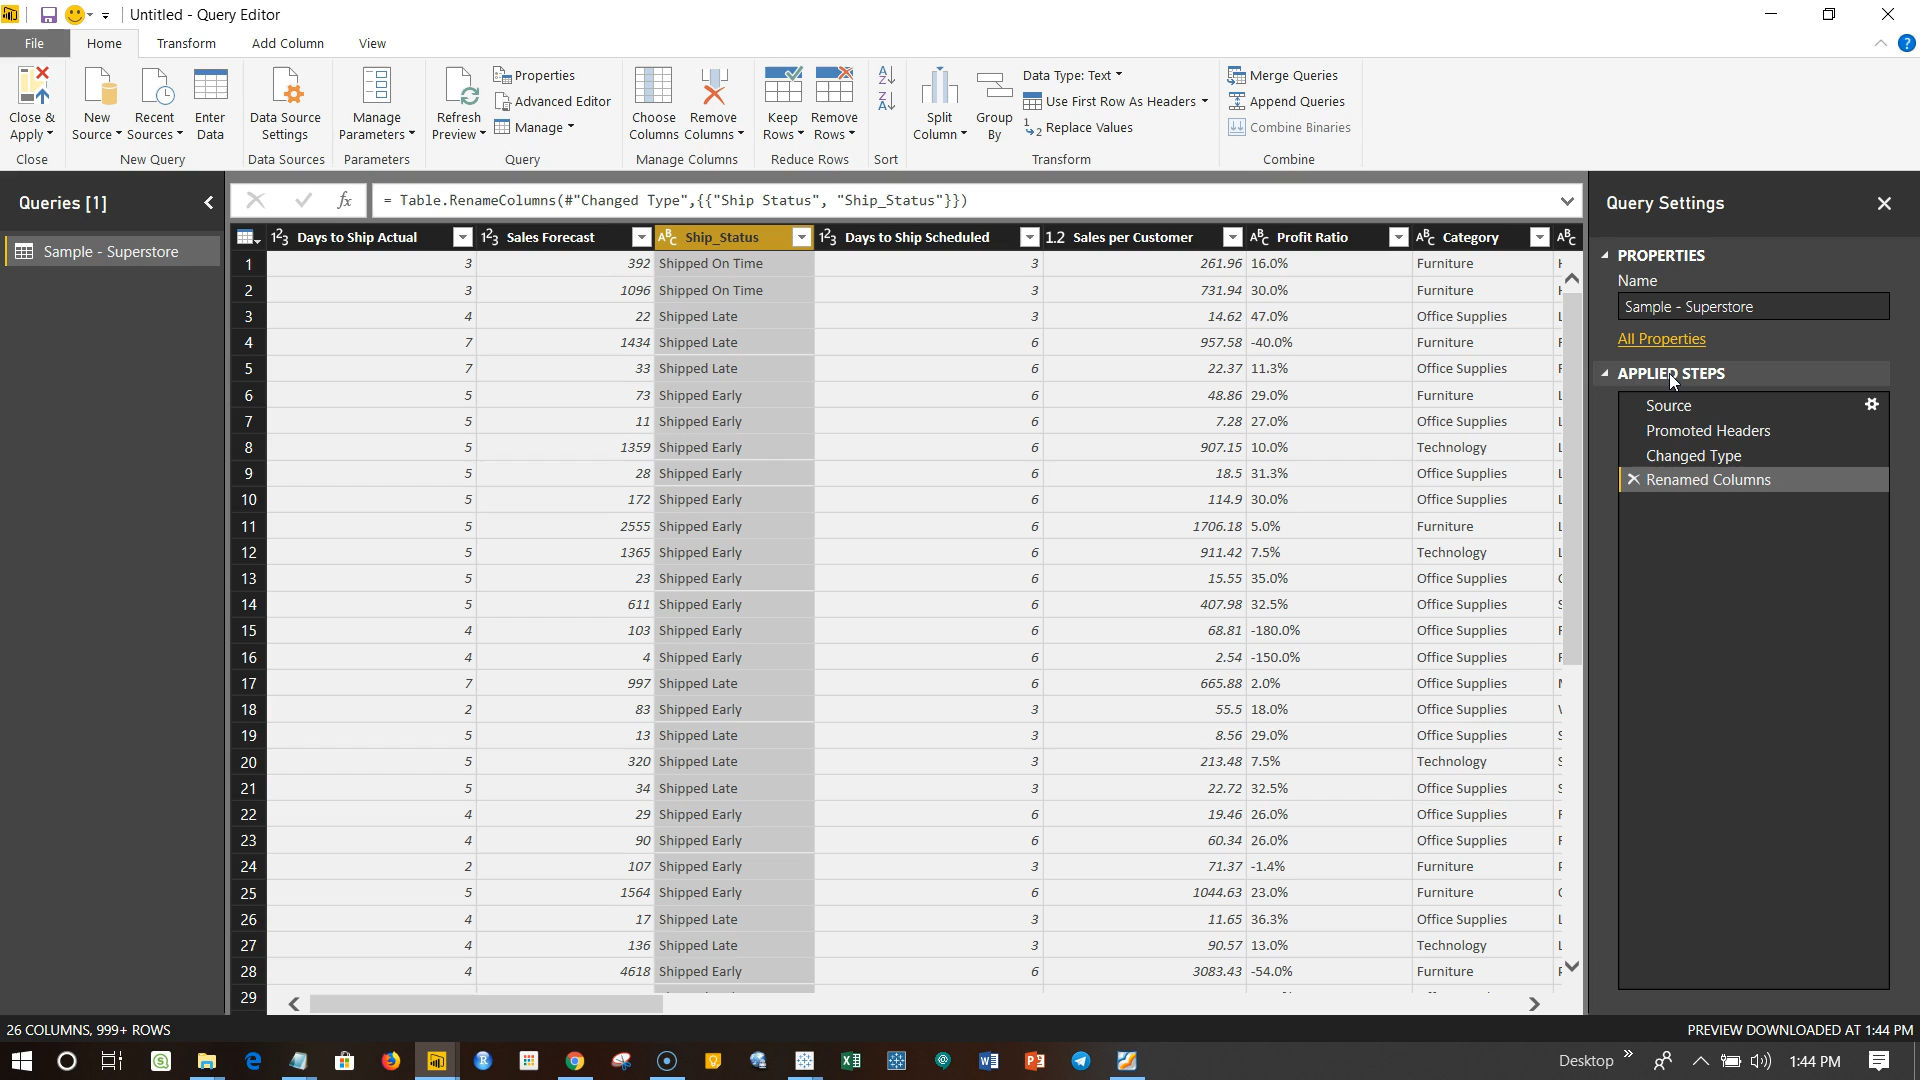 Untitled - Query Editor
File Home Transform Add Column View
Close & Apply
New Source
Recent Sources
Enter Data
Data Source Settings
Manage Parameters
Refresh Preview
Properties
Advanced Editor
Manage
Choose Columns
Remove Columns
Keep Rows
Remove Rows
Split Column
Group By
Data Type: Text
Use First Row As Headers
Replace Values
Merge Queries
Append Queries
Combine Binaries
Close New Query Data Sources Parameters Query Manage Columns Reduce Rows Sort Transform Combine
Queries [1]
Sample - Superstore
= Table.RenameColumns(#"Changed Type",{{"Ship Status", "Ship_Status"}})
Days to Ship Actual Sales Forecast Ship_Status Days to Ship Scheduled 1.2 Sales per Customer Profit Ratio Category
1 3 392 Shipped On Time 3 261.96 16.0% Furniture
2 3 1096 Shipped On Time 3 731.94 30.0% Furniture
3 4 22 Shipped Late 3 14.62 47.0% Office Supplies
4 7 1434 Shipped Late 6 957.58 -40.0% Furniture
5 7 33 Shipped Late 6 22.37 11.3% Office Supplies
6 5 73 Shipped Early 6 48.86 29.0% Furniture
7 5 11 Shipped Early 6 7.28 27.0% Office Supplies
8 5 1359 Shipped Early 6 907.15 10.0% Technology
9 5 28 Shipped Early 6 18.5 31.3% Office Supplies
10 5 172 Shipped Early 6 114.9 30.0% Office Supplies
11 5 2555 Shipped Early 6 1706.18 5.0% Furniture
12 5 1365 Shipped Early 6 911.42 7.5% Technology
13 5 23 Shipped Early 6 15.55 35.0% Office Supplies
14 5 611 Shipped Early 6 407.98 32.5% Office Supplies
15 4 103 Shipped Early 6 68.81 -180.0% Office Supplies
16 4 4 Shipped Early 6 2.54 -150.0% Office Supplies
17 7 997 Shipped Late 6 665.88 2.0% Office Supplies
18 2 83 Shipped Early 3 55.5 18.0% Office Supplies
19 5 13 Shipped Late 3 8.56 29.0% Office Supplies
20 5 320 Shipped Late 3 213.48 7.5% Technology
21 5 34 Shipped Late 3 22.72 32.5% Office Supplies
22 4 29 Shipped Early 6 19.46 26.0% Office Supplies
23 4 90 Shipped Early 6 60.34 26.0% Office Supplies
24 2 107 Shipped Early 3 71.37 -1.4% Furniture
25 5 1564 Shipped Early 6 1044.63 23.0% Furniture
26 4 17 Shipped Late 3 11.65 36.3% Office Supplies
27 4 136 Shipped Late 3 90.57 13.0% Technology
28 4 4618 Shipped Early 6 3083.43 -54.0% Furniture
29
Query Settings
PROPERTIES
Name
Sample - Superstore
All Properties
APPLIED STEPS
Source
Promoted Headers
Changed Type
Renamed Columns
26 COLUMNS, 999+ ROWS
PREVIEW DOWNLOADED AT 1:44 PM
Desktop
1:44 PM